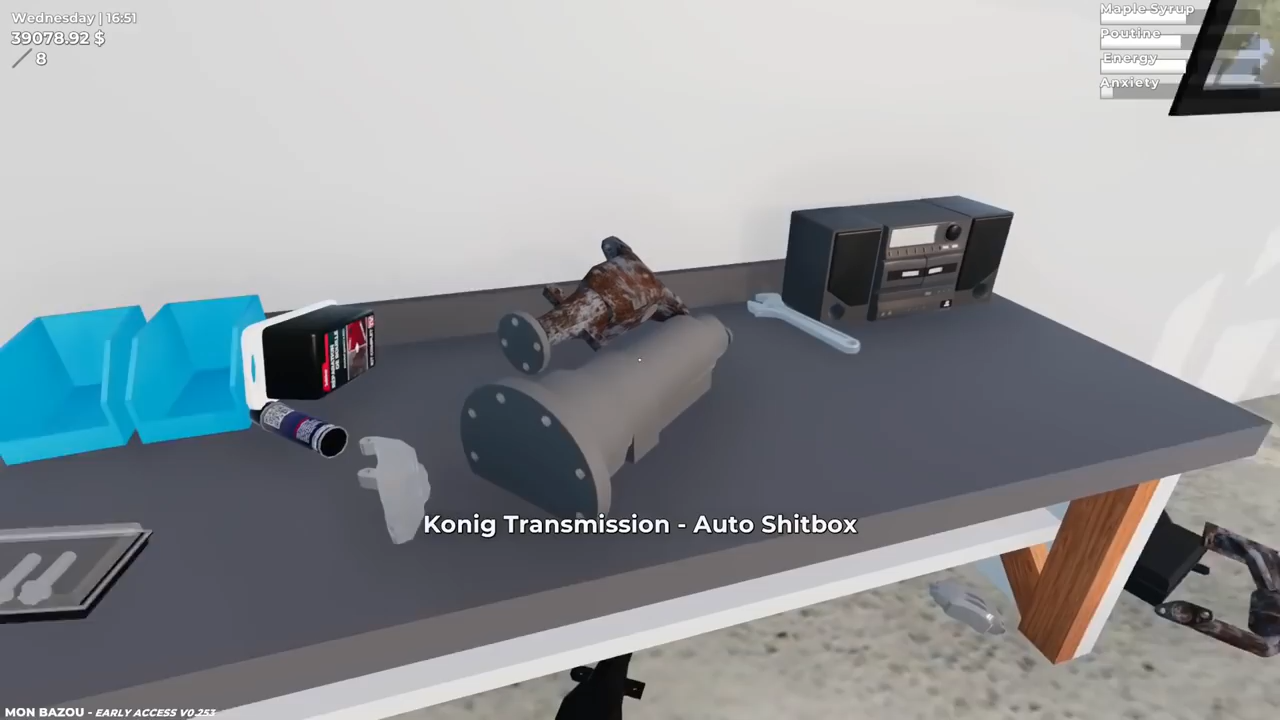 Wednesday | 16:51
39078.92 $
8
Maple Syrup
Poutine
Energy
Anxiety
Konig Transmission - Auto Shitbox
MON BAZOU - EARLY ACCESS V0.253